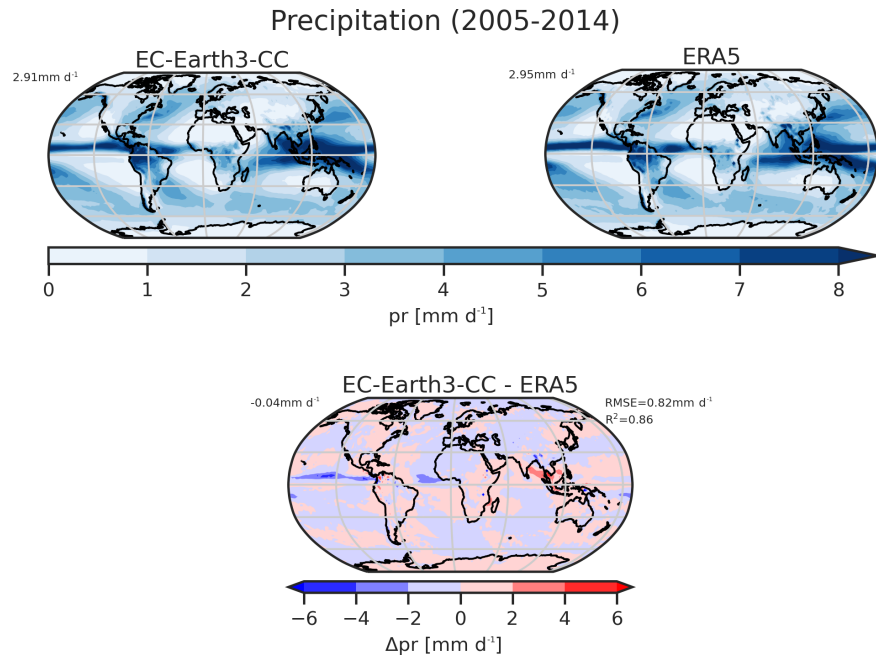 Precipitation (2005-2014)
EC-Earth3-CC
2.91mm d⁻¹
ERA5
2.95mm d⁻¹
0 1 2 3 4 5 6 7 8
pr [mm d⁻¹]
EC-Earth3-CC - ERA5
-0.04mm d⁻¹
RMSE=0.82mm d⁻¹
R²=0.86
−6 −4 −2 0 2 4 6
Δpr [mm d⁻¹]